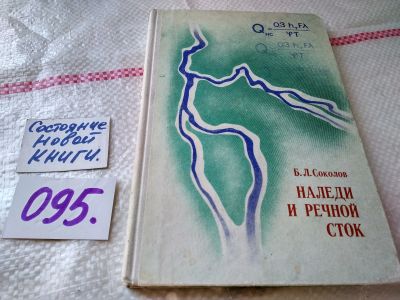 Состояние
новой
книги.
095.
Б. Л. Соколов
НАЛЕДИ
И РЕЧНОЙ
СТОК